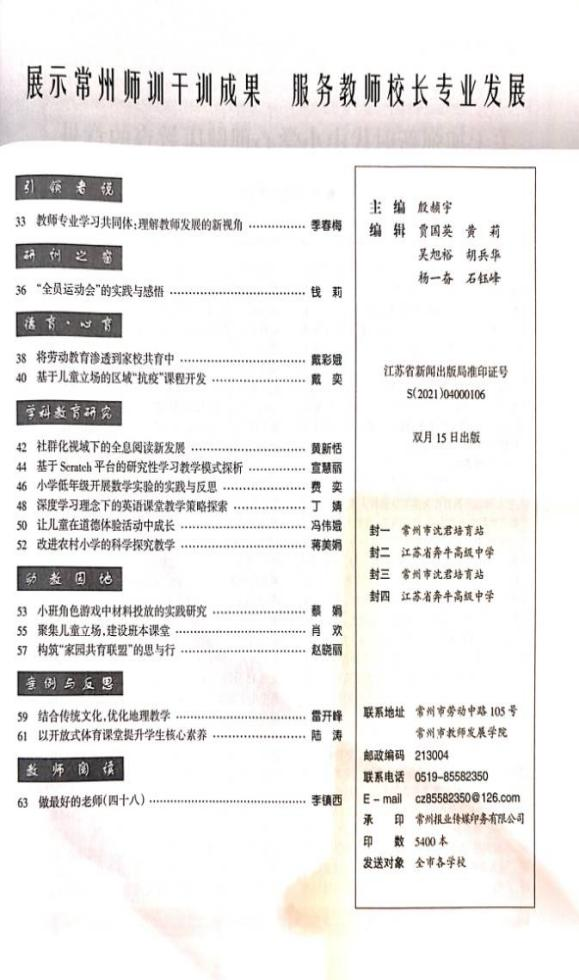 展示常州师训干训成果　服务教师校长专业发展
引领者说
33 教师专业学习共同体:理解教师发展的新视角 ……………… 季春梅
研训之窗
36 “全员运动会”的实践与感悟 ……………… 钱　莉
德育·心育
38 将劳动教育渗透到家校共育中 ……………… 戴彩娥
40 基于儿童立场的区域“抗疫”课程开发 ……………… 戴　奕
学科教育研究
42 社群化视域下的全息阅读新发展 ……………… 黄新恬
44 基于 Scratch 平台的研究性学习教学模式探析 ……………… 宣慧丽
46 小学低年级开展数学实验的实践与反思 ……………… 费　奕
48 深度学习理念下的英语课堂教学策略探索 ……………… 丁　婧
50 让儿童在道德体验活动中成长 ……………… 冯伟娥
52 改进农村小学的科学探究教学 ……………… 蒋美娟
幼教园地
53 小班角色游戏中材料投放的实践研究 ……………… 蔡　娟
55 聚集儿童立场,建设班本课堂 ……………… 肖　欢
57 构筑“家园共育联盟”的思与行 ……………… 赵晓丽
案例与反思
59 结合传统文化,优化地理教学 ……………… 雷开峰
61 以开放式体育课堂提升学生核心素养 ……………… 陆　涛
教师阅读
63 做最好的老师(四十八) ……………… 李镇西
主　编 殷频宇
编　辑 贾国英　黄　莉
吴旭裕　胡兵华
杨一奋　石钰峰
江苏省新闻出版局准印证号
S(2021)04000106
双月 15 日出版
封一 常州市沈君培育站
封二 江苏省奔牛高级中学
封三 常州市沈君培育站
封四 江苏省奔牛高级中学
联系地址 常州市劳动中路 105 号
常州市教师发展学院
邮政编码 213004
联系电话 0519-85582350
E - mail cz85582350@126.com
承　印 常州报业传媒印务有限公司
印　数 5400 本
发送对象 全市各学校